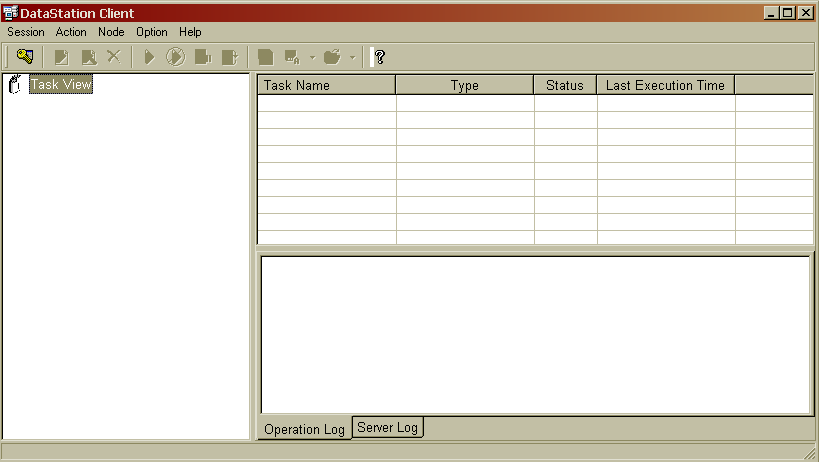 DataStation Client
Session Action Node Option Help
Task View
Task Name Type Status Last Execution Time
Operation Log Server Log